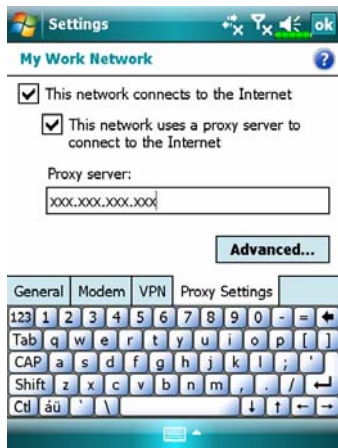 Settings ok
My Work Network ?
This network connects to the Internet
This network uses a proxy server to
connect to the Internet
Proxy server:
xxx.xxx.xxx.xxx
Advanced...
General Modem VPN Proxy Settings
123 1 2 3 4 5 6 7 8 9 0 - =
Tab q w e r t y u i o p [ ]
CAP a s d f g h j k l ; '
Shift z x c v b n m , . /
Ctl áü ` \